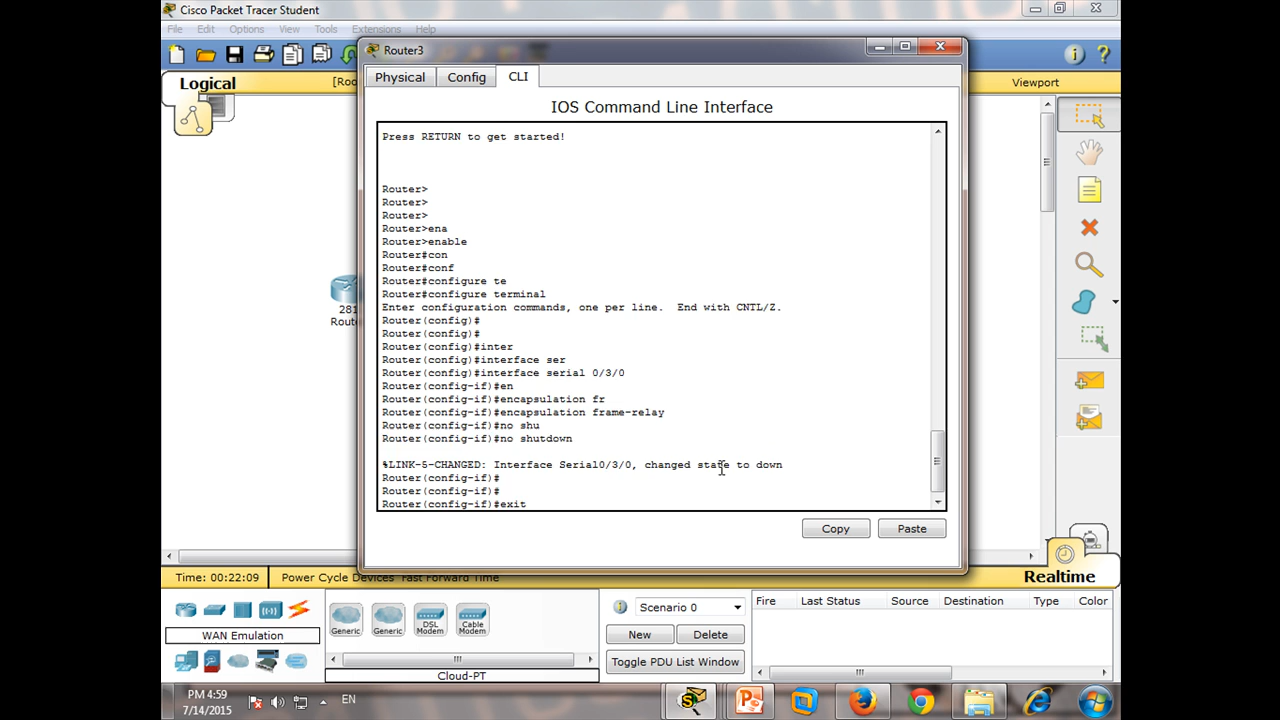 Cisco Packet Tracer Student
File Edit Options View Tools Extensions Help
Router3
Logical
[Roo
Viewport
Physical Config CLI
IOS Command Line Interface
Press RETURN to get started!
Router>
Router>
Router>
Router>ena
Router>enable
Router#con
Router#conf
Router#configure te
Router#configure terminal
Enter configuration commands, one per line.  End with CNTL/Z.
Router(config)#
Router(config)#
Router(config)#inter
Router(config)#interface ser
Router(config)#interface serial 0/3/0
Router(config-if)#en
Router(config-if)#encapsulation fr
Router(config-if)#encapsulation frame-relay
Router(config-if)#no shu
Router(config-if)#no shutdown
%LINK-5-CHANGED: Interface Serial0/3/0, changed state to down
Router(config-if)#
Router(config-if)#
Router(config-if)#exit
281
Route
Copy Paste
Time: 00:22:09 Power Cycle Devices Fast Forward Time
Realtime
WAN Emulation
Generic Generic DSL Modem Cable Modem
Cloud-PT
Scenario 0
New Delete
Toggle PDU List Window
Fire Last Status Source Destination Type Color
PM 4:59
7/14/2015
EN